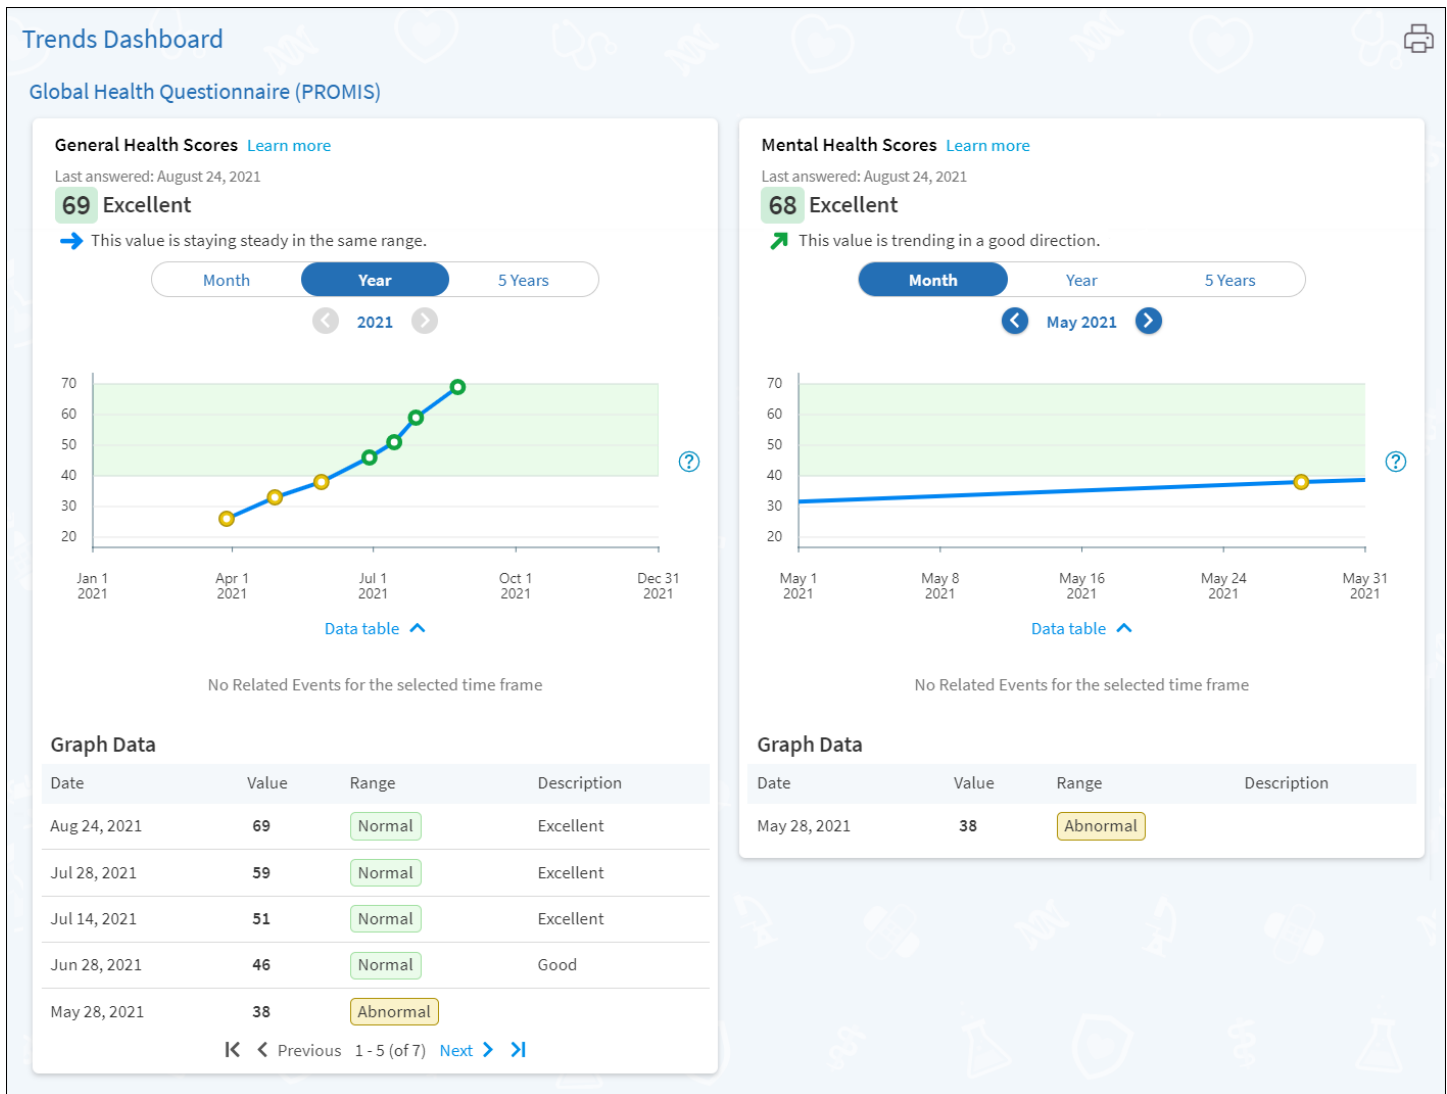 Trends Dashboard
Global Health Questionnaire (PROMIS)
General Health Scores Learn more
Last answered: August 24, 2021
69 Excellent
This value is staying steady in the same range.
Month Year 5 Years
2021
70
60
50
40
30
20
Jan 1 2021
Apr 1 2021
Jul 1 2021
Oct 1 2021
Dec 31 2021
Data table
No Related Events for the selected time frame
Graph Data
Date Value Range Description
Aug 24, 2021 69 Normal Excellent
Jul 28, 2021 59 Normal Excellent
Jul 14, 2021 51 Normal Excellent
Jun 28, 2021 46 Normal Good
May 28, 2021 38 Abnormal
Previous 1 - 5 (of 7) Next
Mental Health Scores Learn more
Last answered: August 24, 2021
68 Excellent
This value is trending in a good direction.
Month Year 5 Years
May 2021
70
60
50
40
30
20
May 1 2021
May 8 2021
May 16 2021
May 24 2021
May 31 2021
Data table
No Related Events for the selected time frame
Graph Data
Date Value Range Description
May 28, 2021 38 Abnormal